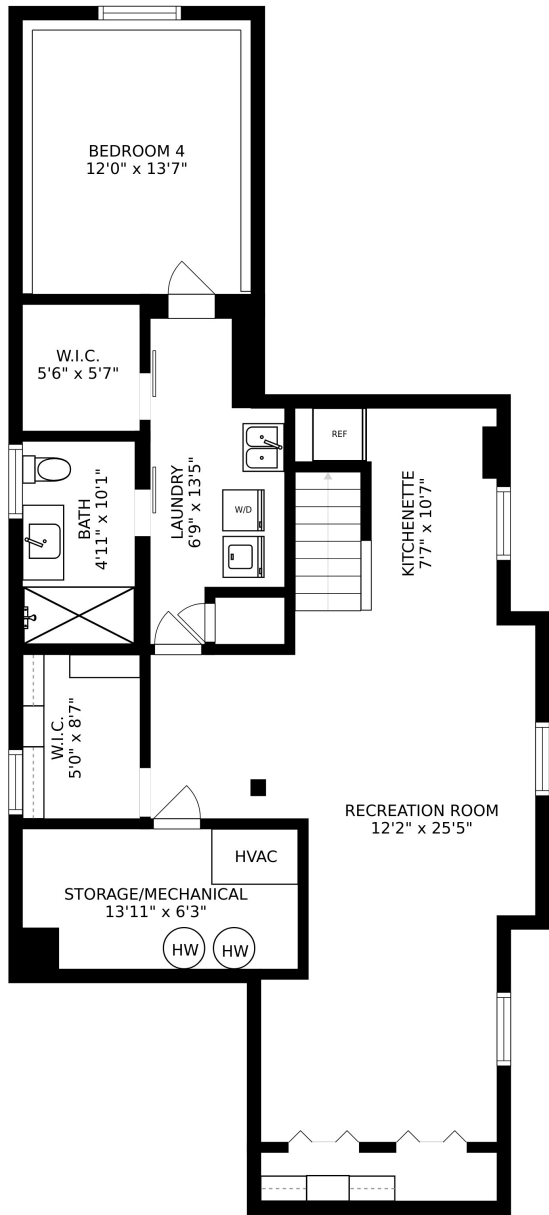 BEDROOM 4
12'0" x 13'7"
W.I.C.
5'6" x 5'7"
REF
LAUNDRY
6'9" x 13'5"
W/D
KITCHENETTE
7'7" x 10'7"
BATH
4'11" x 10'1"
W.I.C.
5'0" x 8'7"
RECREATION ROOM
12'2" x 25'5"
HVAC
STORAGE/MECHANICAL
13'11" x 6'3"
HW
HW